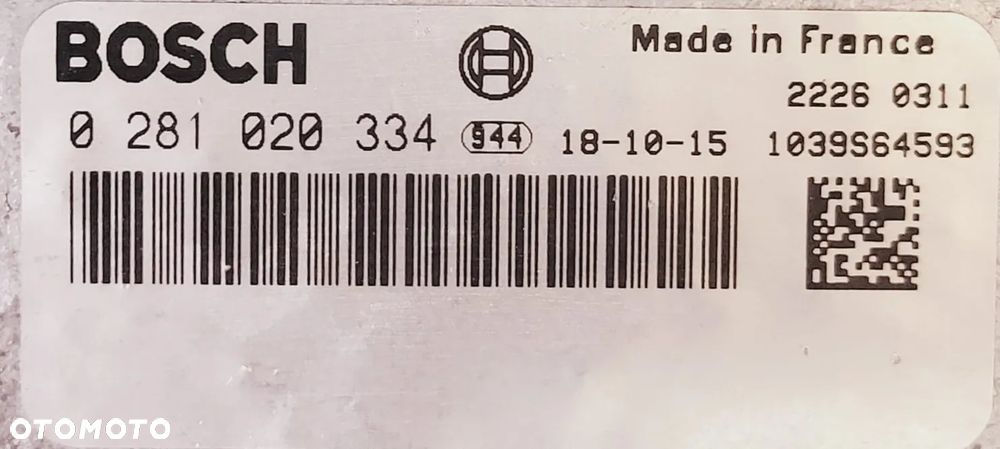 BOSCH
Made in France
2226 0311
0 281 020 334 944 18-10-15 1039S64593
OTOMOTO